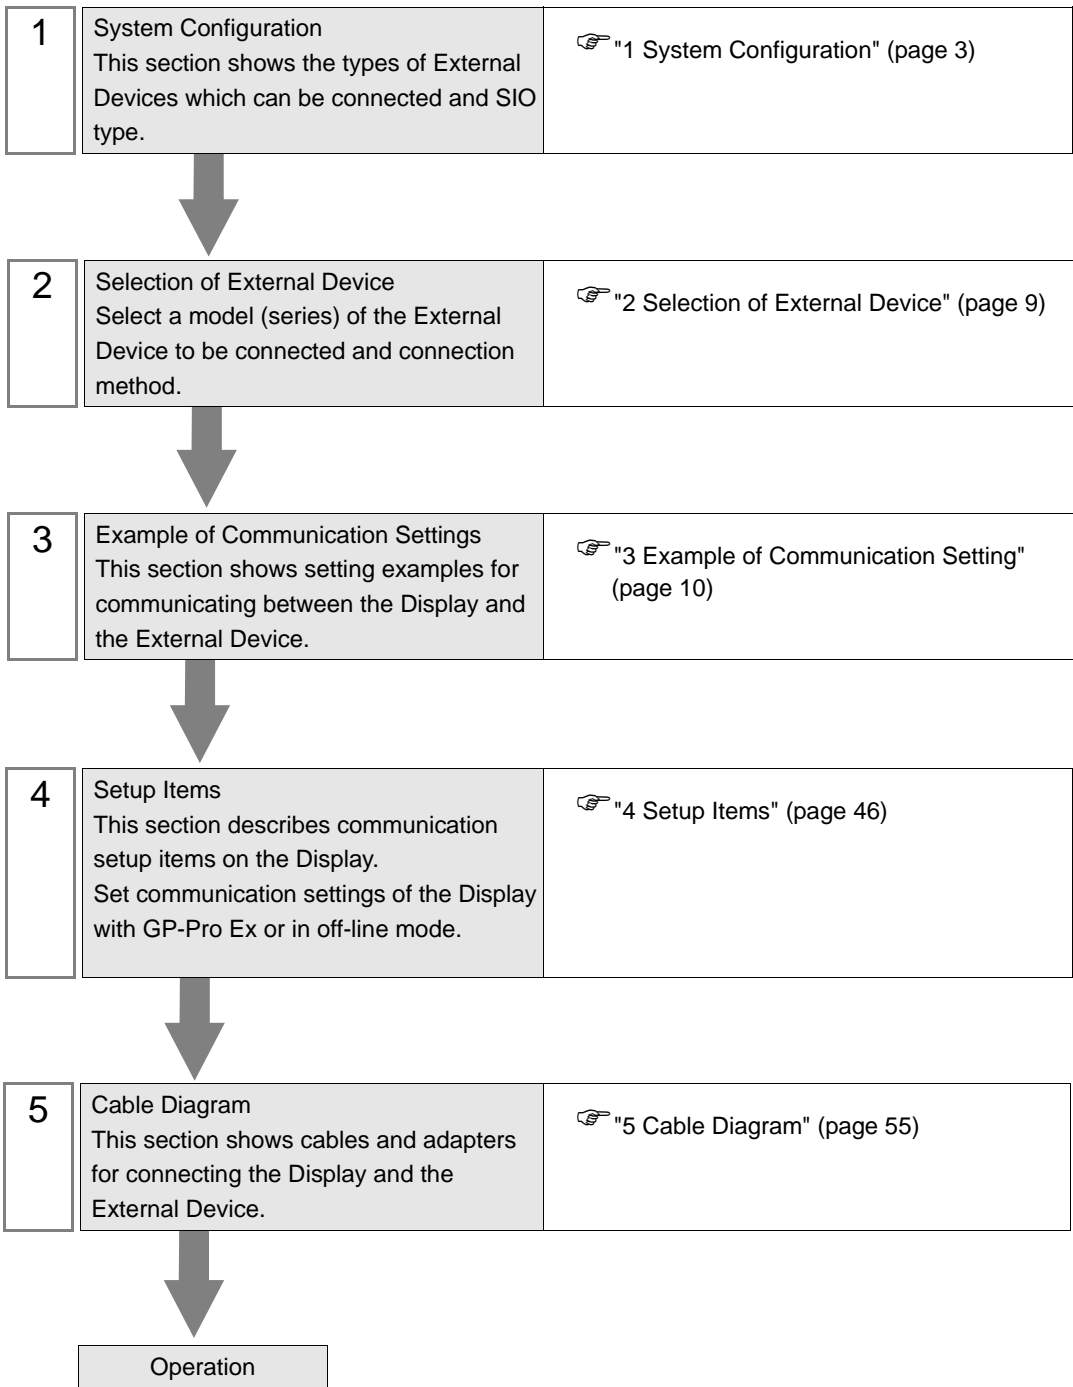 1
System Configuration
This section shows the types of External
Devices which can be connected and SIO
type.
"1 System Configuration" (page 3)
2
Selection of External Device
Select a model (series) of the External
Device to be connected and connection
method.
"2 Selection of External Device" (page 9)
3
Example of Communication Settings
This section shows setting examples for
communicating between the Display and
the External Device.
"3 Example of Communication Setting"
(page 10)
4
Setup Items
This section describes communication
setup items on the Display.
Set communication settings of the Display
with GP-Pro Ex or in off-line mode.
"4 Setup Items" (page 46)
5
Cable Diagram
This section shows cables and adapters
for connecting the Display and the
External Device.
"5 Cable Diagram" (page 55)
Operation